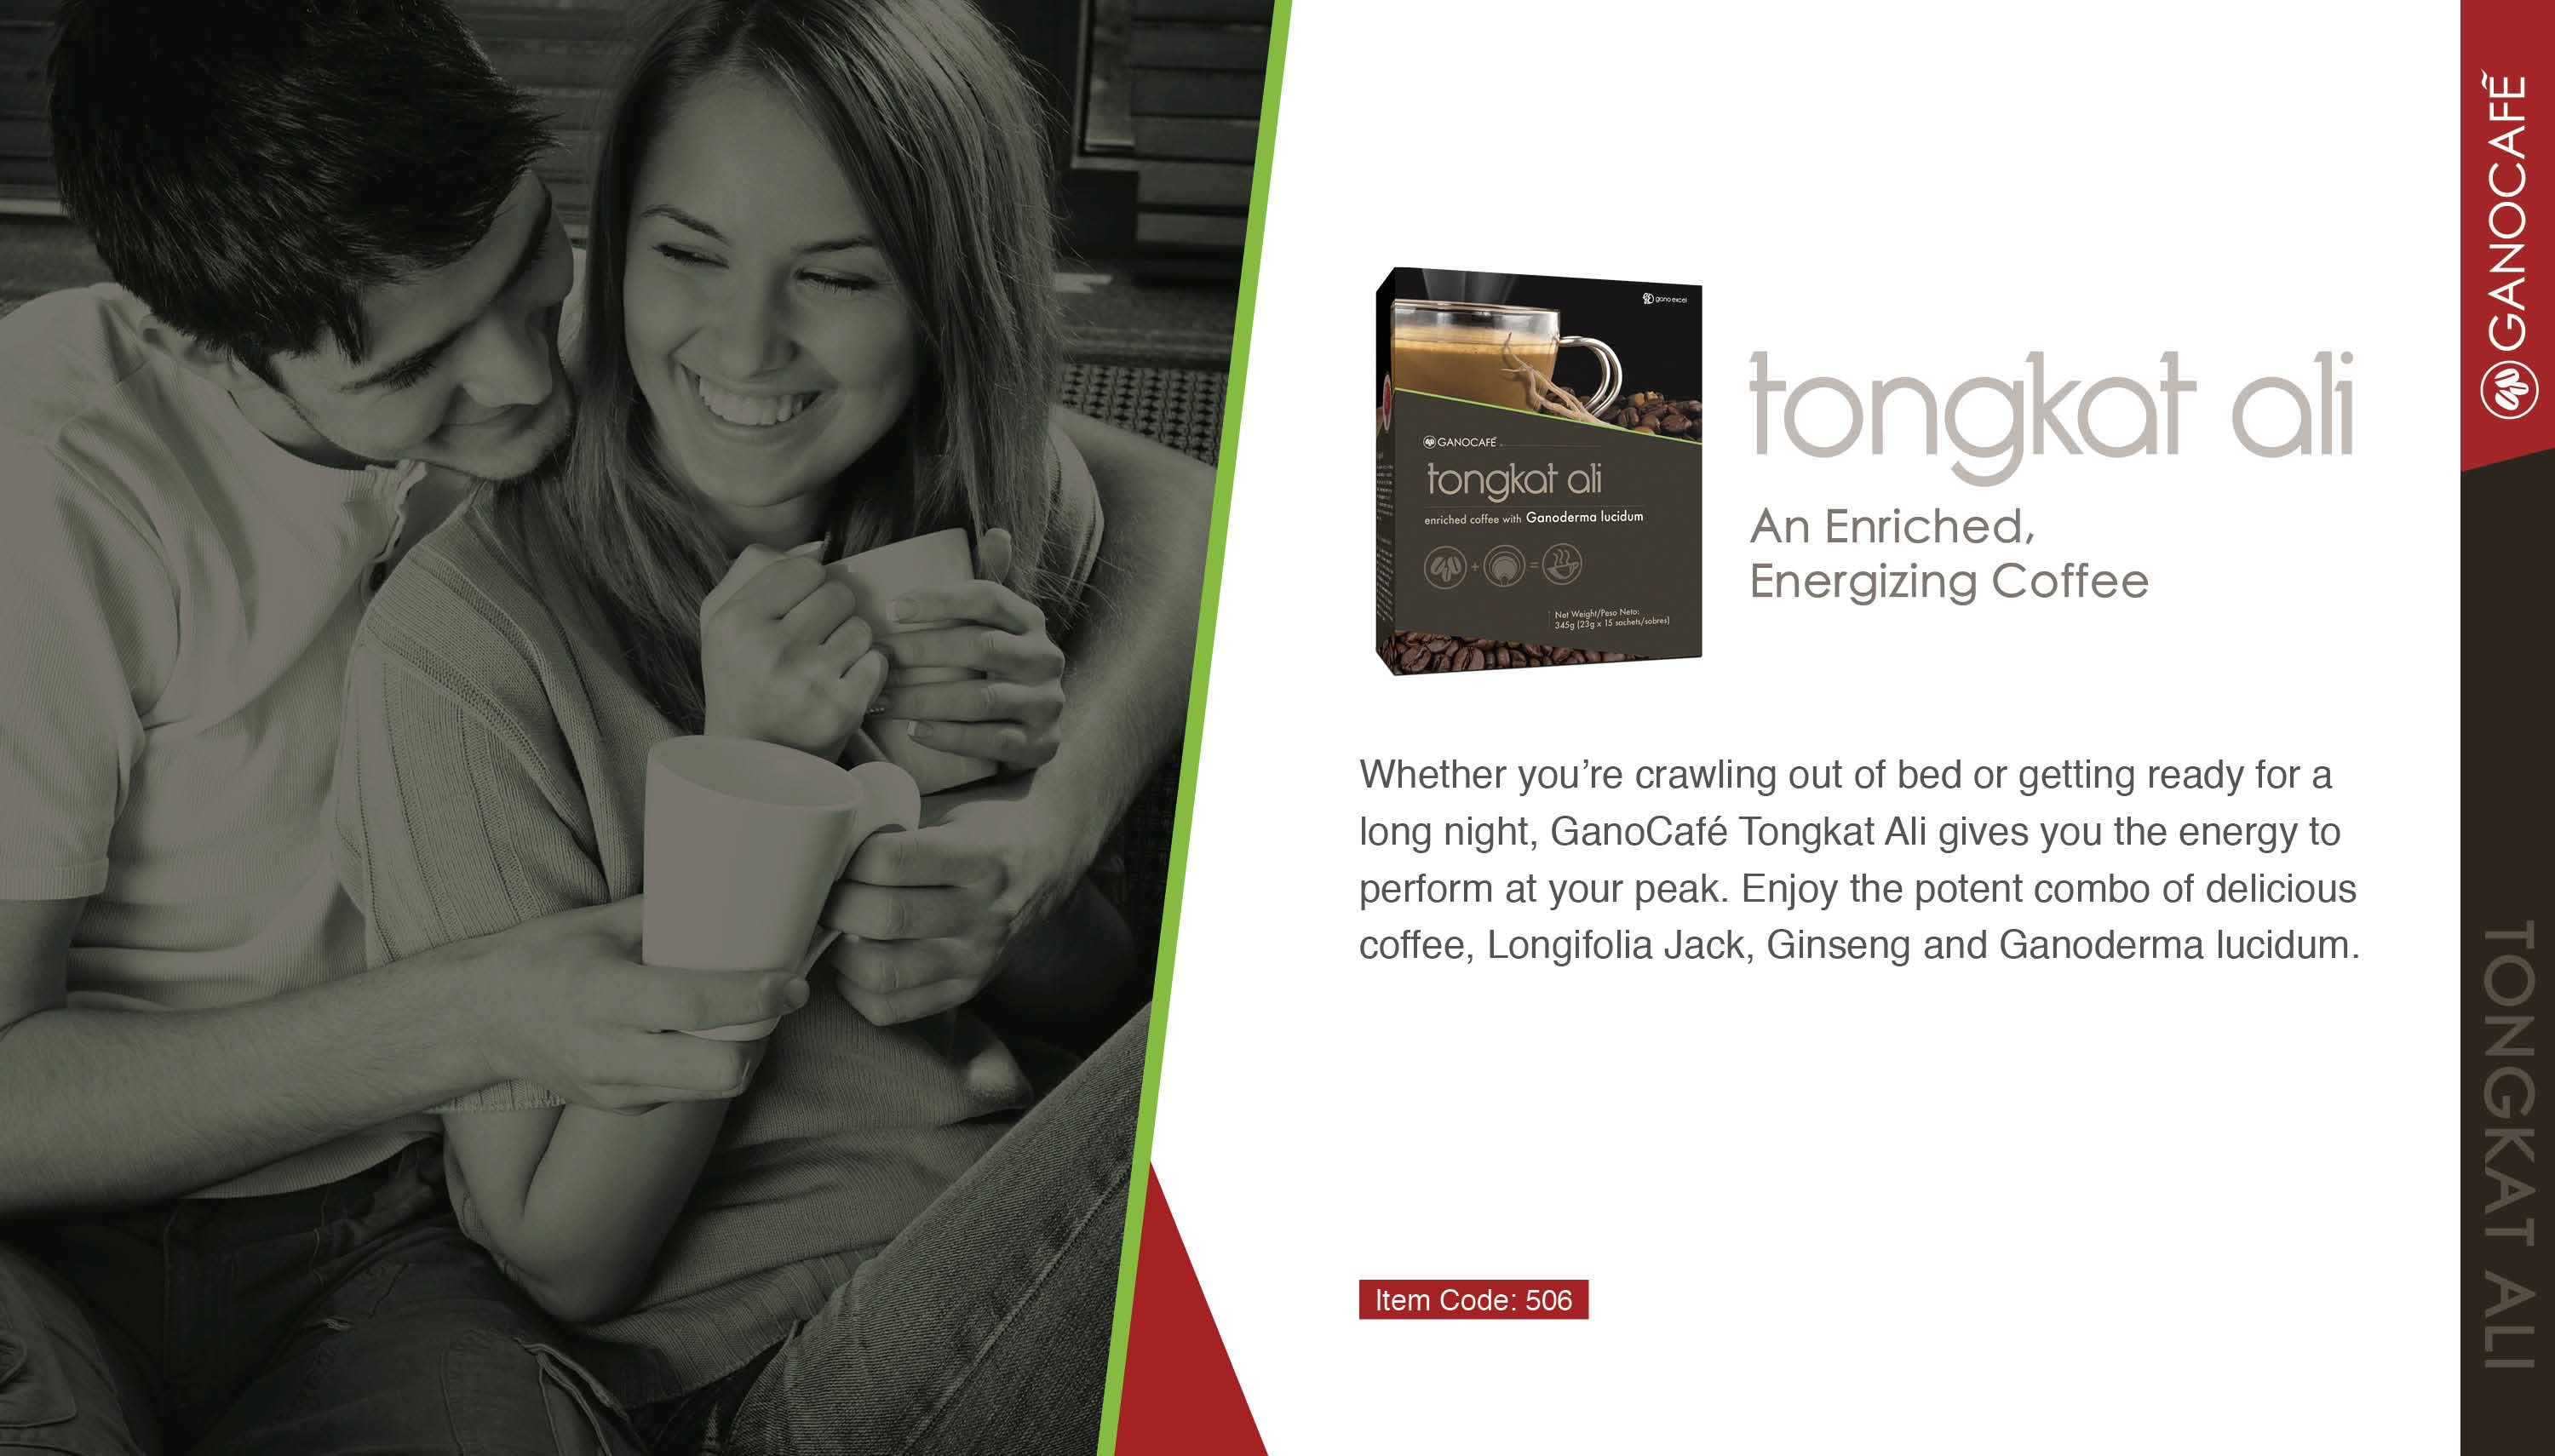 gano excel
GANOCAFÉ
tongkat ali
enriched coffee with Ganoderma lucidum
Net Weight/Peso Neto:
345g (23g x 15 sachets/sobres)
tongkat ali
An Enriched,
Energizing Coffee
Whether you’re crawling out of bed or getting ready for a
long night, GanoCafé Tongkat Ali gives you the energy to
perform at your peak. Enjoy the potent combo of delicious
coffee, Longifolia Jack, Ginseng and Ganoderma lucidum.
Item Code: 506
GANOCAFÉ
TONGKAT ALI